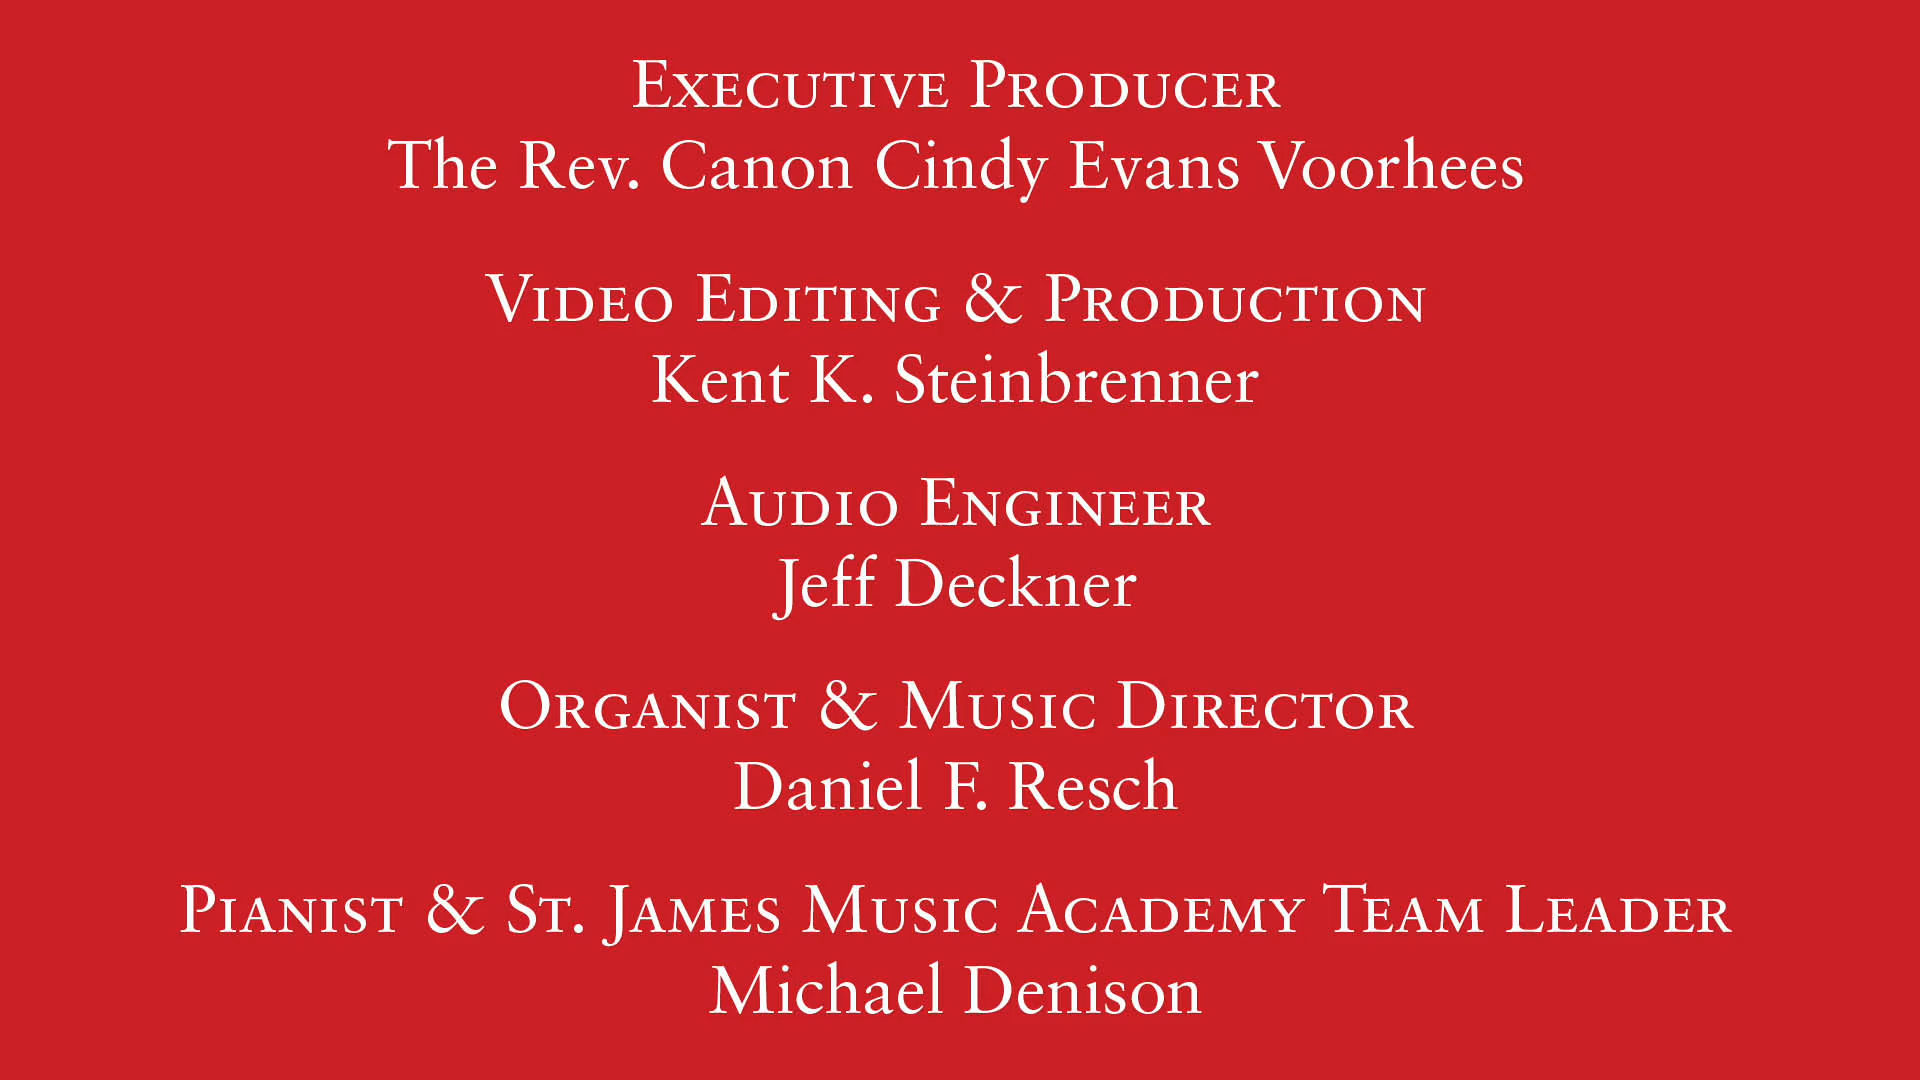 Executive Producer
The Rev. Canon Cindy Evans Voorhees
Video Editing & Production
Kent K. Steinbrenner
Audio Engineer
Jeff Deckner
Organist & Music Director
Daniel F. Resch
Pianist & St. James Music Academy Team Leader
Michael Denison